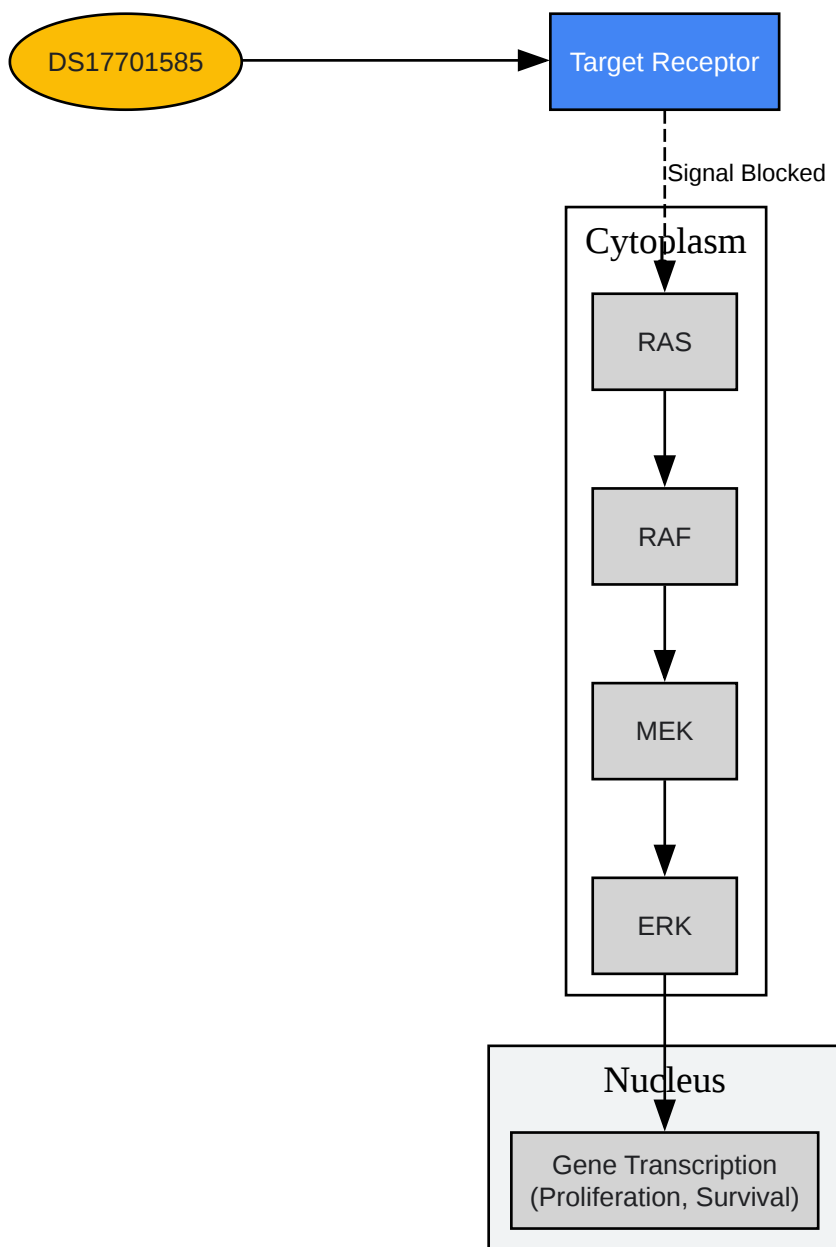 DS17701585
Target Receptor
Signal Blocked
Cytoplasm
RAS
RAF
MEK
ERK
Nucleus
Gene Transcription
(Proliferation, Survival)